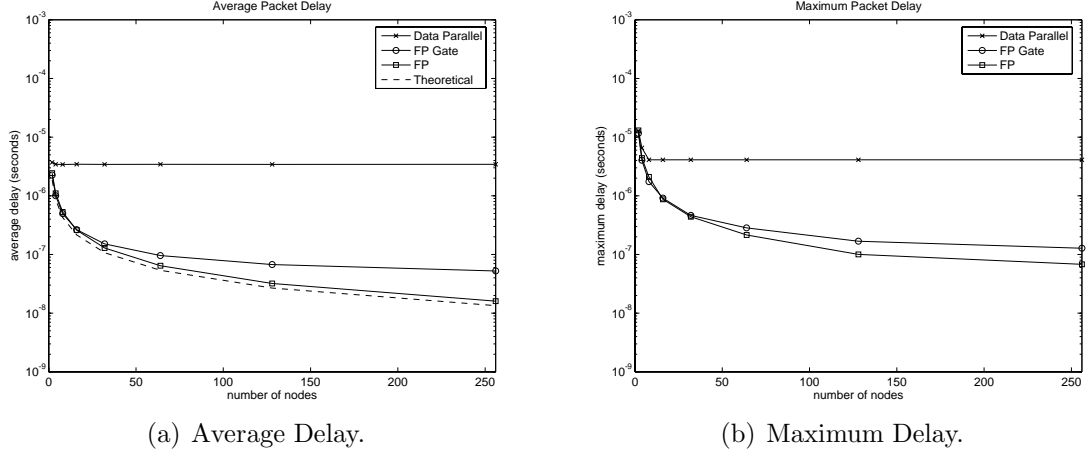 Average Packet Delay
10^-3
10^-4
10^-5
10^-6
10^-7
10^-8
10^-9
average delay (seconds)
0 50 100 150 200 250
number of nodes
Data Parallel
FP Gate
FP
Theoretical
(a) Average Delay.
Maximum Packet Delay
10^-3
10^-4
10^-5
10^-6
10^-7
10^-8
10^-9
maximum delay (seconds)
0 50 100 150 200 250
number of nodes
Data Parallel
FP Gate
FP
(b) Maximum Delay.